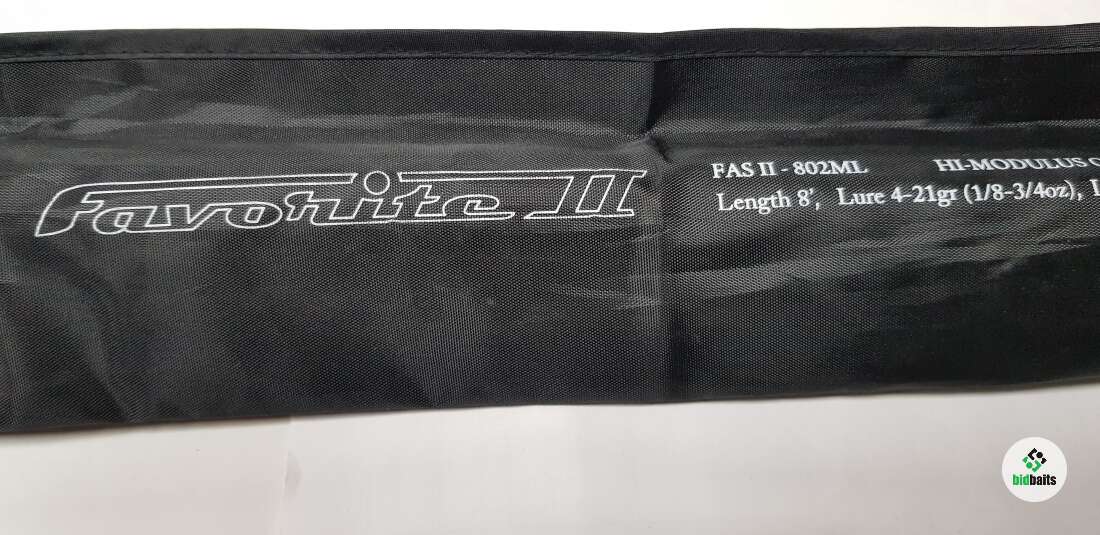 Favorite II
FAS II - 802ML HI-MODULUS
Length 8', Lure 4-21gr (1/8-3/4oz),
bidbaits